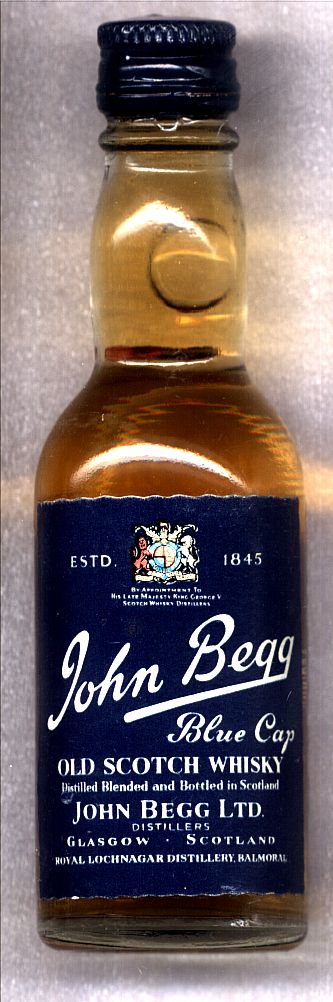 ESTD. 1845
BY APPOINTMENT TO
HIS LATE MAJESTY KING GEORGE V
SCOTCH WHISKY DISTILLERS
John Begg
Blue Cap
OLD SCOTCH WHISKY
Distilled Blended and Bottled in Scotland
JOHN BEGG LTD.
DISTILLERS
GLASGOW · SCOTLAND
ROYAL LOCHNAGAR DISTILLERY, BALMORAL